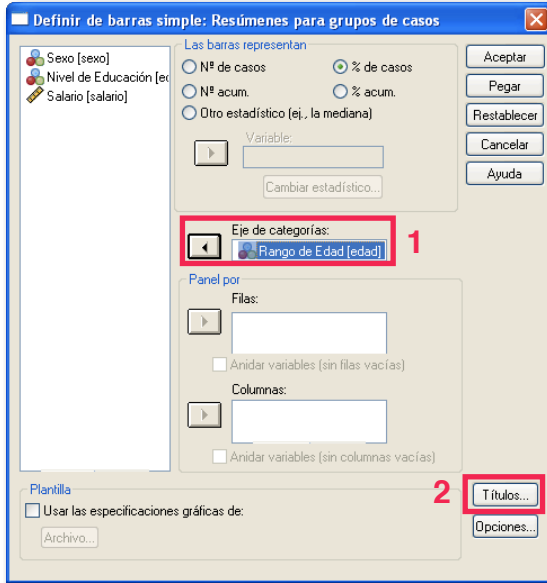 Definir de barras simple: Resúmenes para grupos de casos
Sexo [sexo]
Nivel de Educación [ec
Salario [salario]
Las barras representan
Nº de casos
% de casos
Nº acum.
% acum.
Otro estadístico (ej., la mediana)
Variable:
Cambiar estadístico...
Eje de categorías:
Rango de Edad [edad]
1
Panel por
Filas:
Anidar variables (sin filas vacías)
Columnas:
Anidar variables (sin columnas vacías)
Aceptar
Pegar
Restablecer
Cancelar
Ayuda
Plantilla
Usar las especificaciones gráficas de:
Archivo...
2
Títulos...
Opciones...